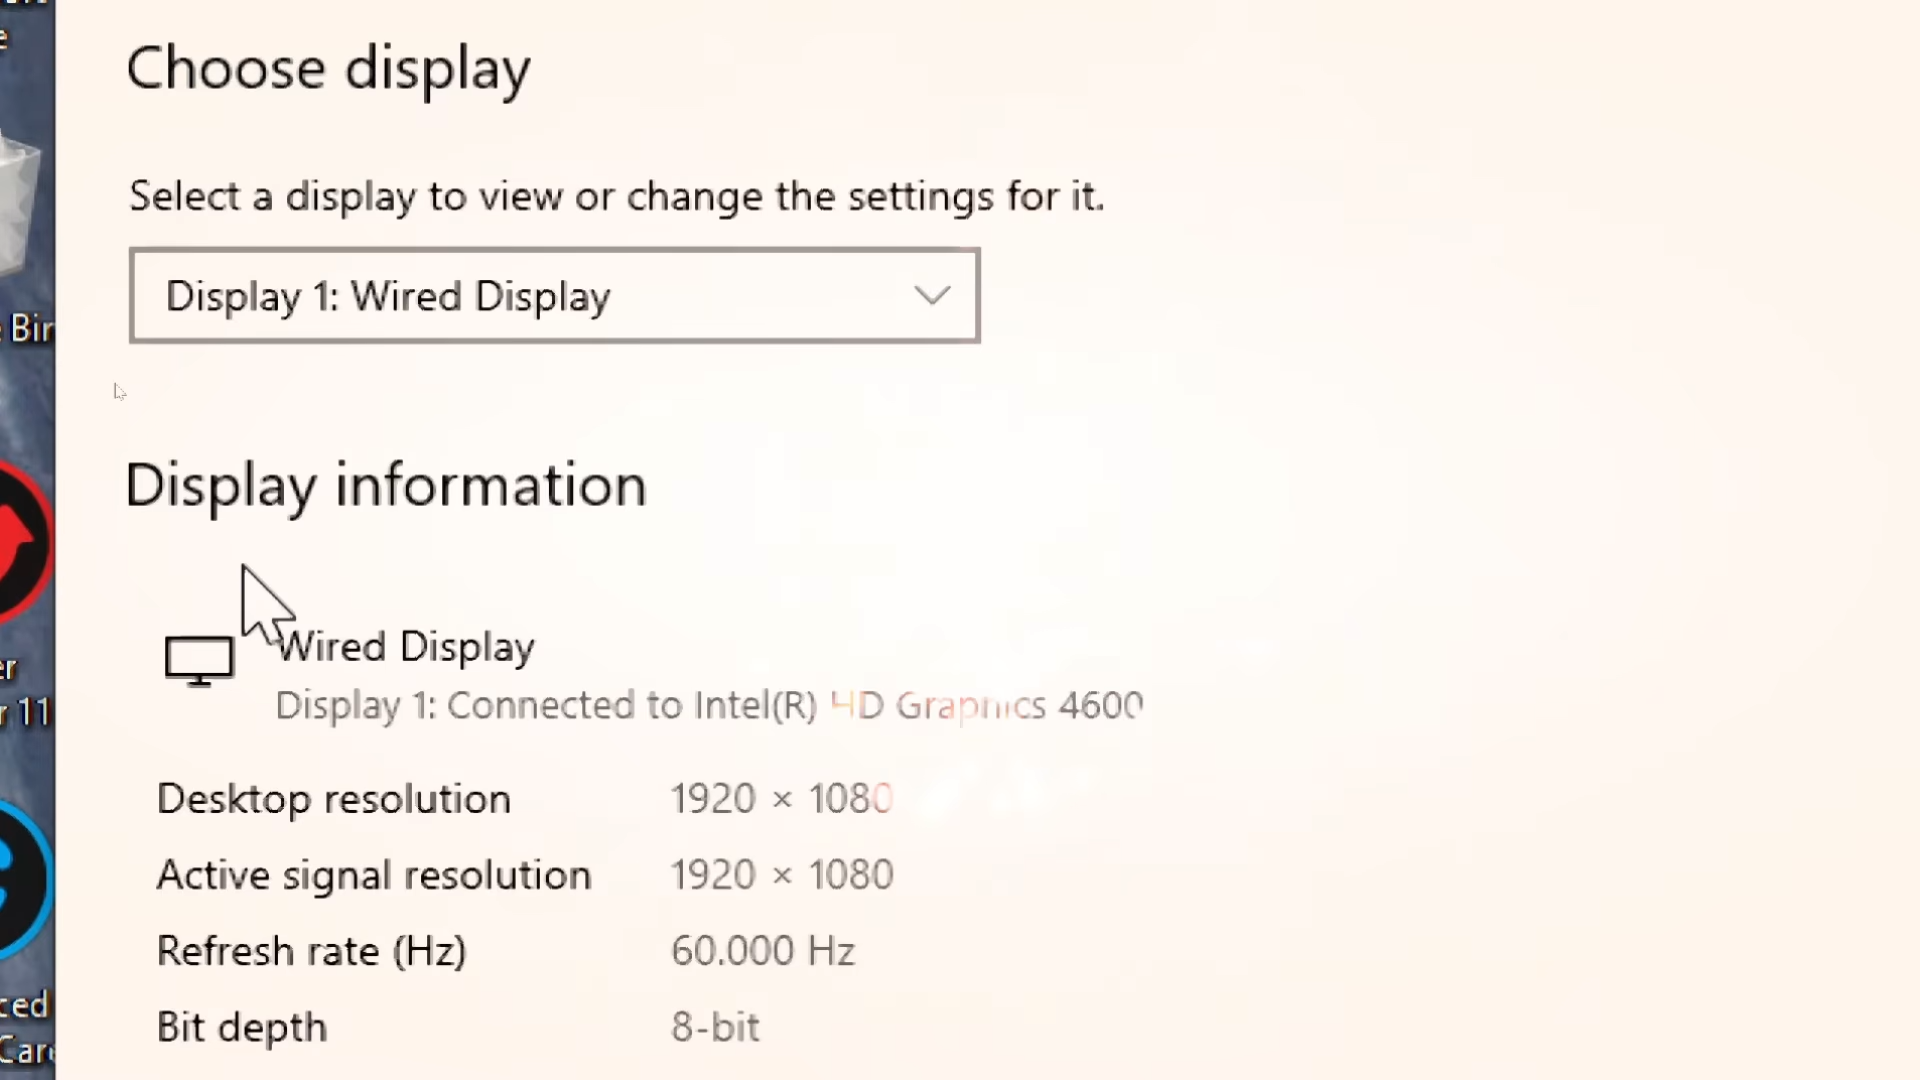 Choose display
Select a display to view or change the settings for it.
Display 1: Wired Display
Bin
Display information
Wired Display
Display 1: Connected to Intel(R) HD Graphics 4600
11
Desktop resolution 1920 × 1080
Active signal resolution 1920 × 1080
Refresh rate (Hz) 60.000 Hz
Bit depth 8-bit